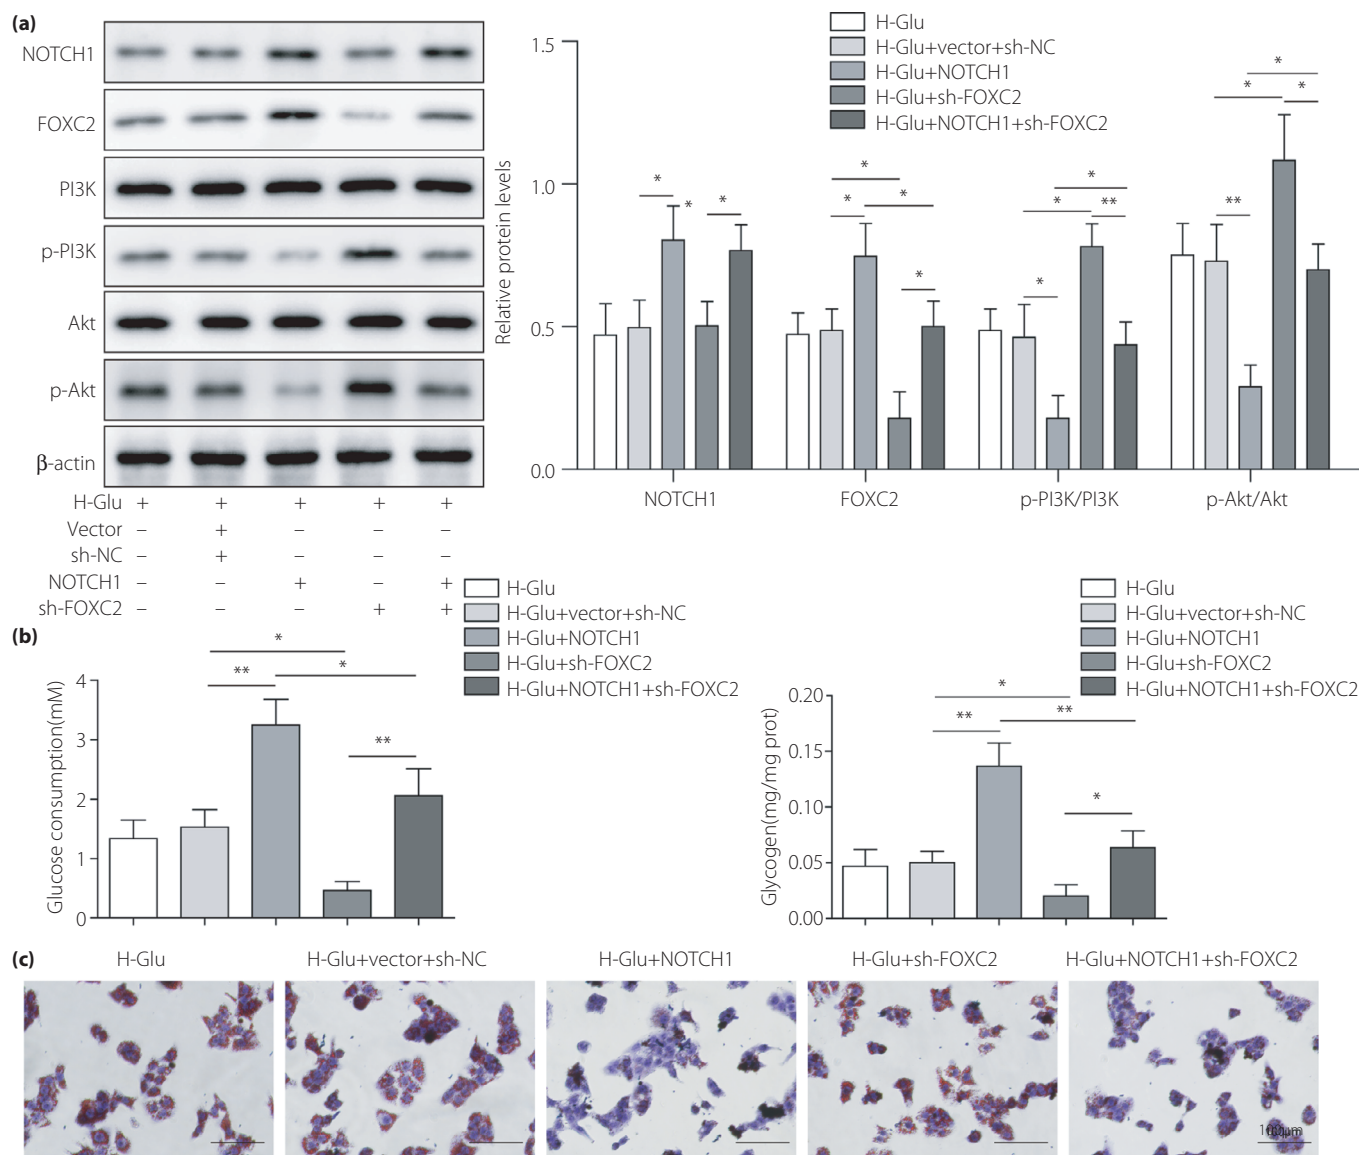 (a)
NOTCH1
FOXC2
PI3K
p-PI3K
Akt
p-Akt
β-actin
H-Glu + + + + +
Vector – + – – –
sh-NC – + – – –
NOTCH1 – – + – +
sh-FOXC2 – – – + +
H-Glu
H-Glu+vector+sh-NC
H-Glu+NOTCH1
H-Glu+sh-FOXC2
H-Glu+NOTCH1+sh-FOXC2
Relative protein levels
1.5
1.0
0.5
0.0
* * *
* * * *
* * * ** *
** * * *
NOTCH1 FOXC2 p-PI3K/PI3K p-Akt/Akt
(b)
H-Glu
H-Glu+vector+sh-NC
H-Glu+NOTCH1
H-Glu+sh-FOXC2
H-Glu+NOTCH1+sh-FOXC2
Glucose consumption(mM)
4
3
2
1
0
*
** *
**
H-Glu
H-Glu+vector+sh-NC
H-Glu+NOTCH1
H-Glu+sh-FOXC2
H-Glu+NOTCH1+sh-FOXC2
Glycogen(mg/mg prot)
0.20
0.15
0.10
0.05
0.00
*
** **
*
(c)
H-Glu H-Glu+vector+sh-NC H-Glu+NOTCH1 H-Glu+sh-FOXC2 H-Glu+NOTCH1+sh-FOXC2